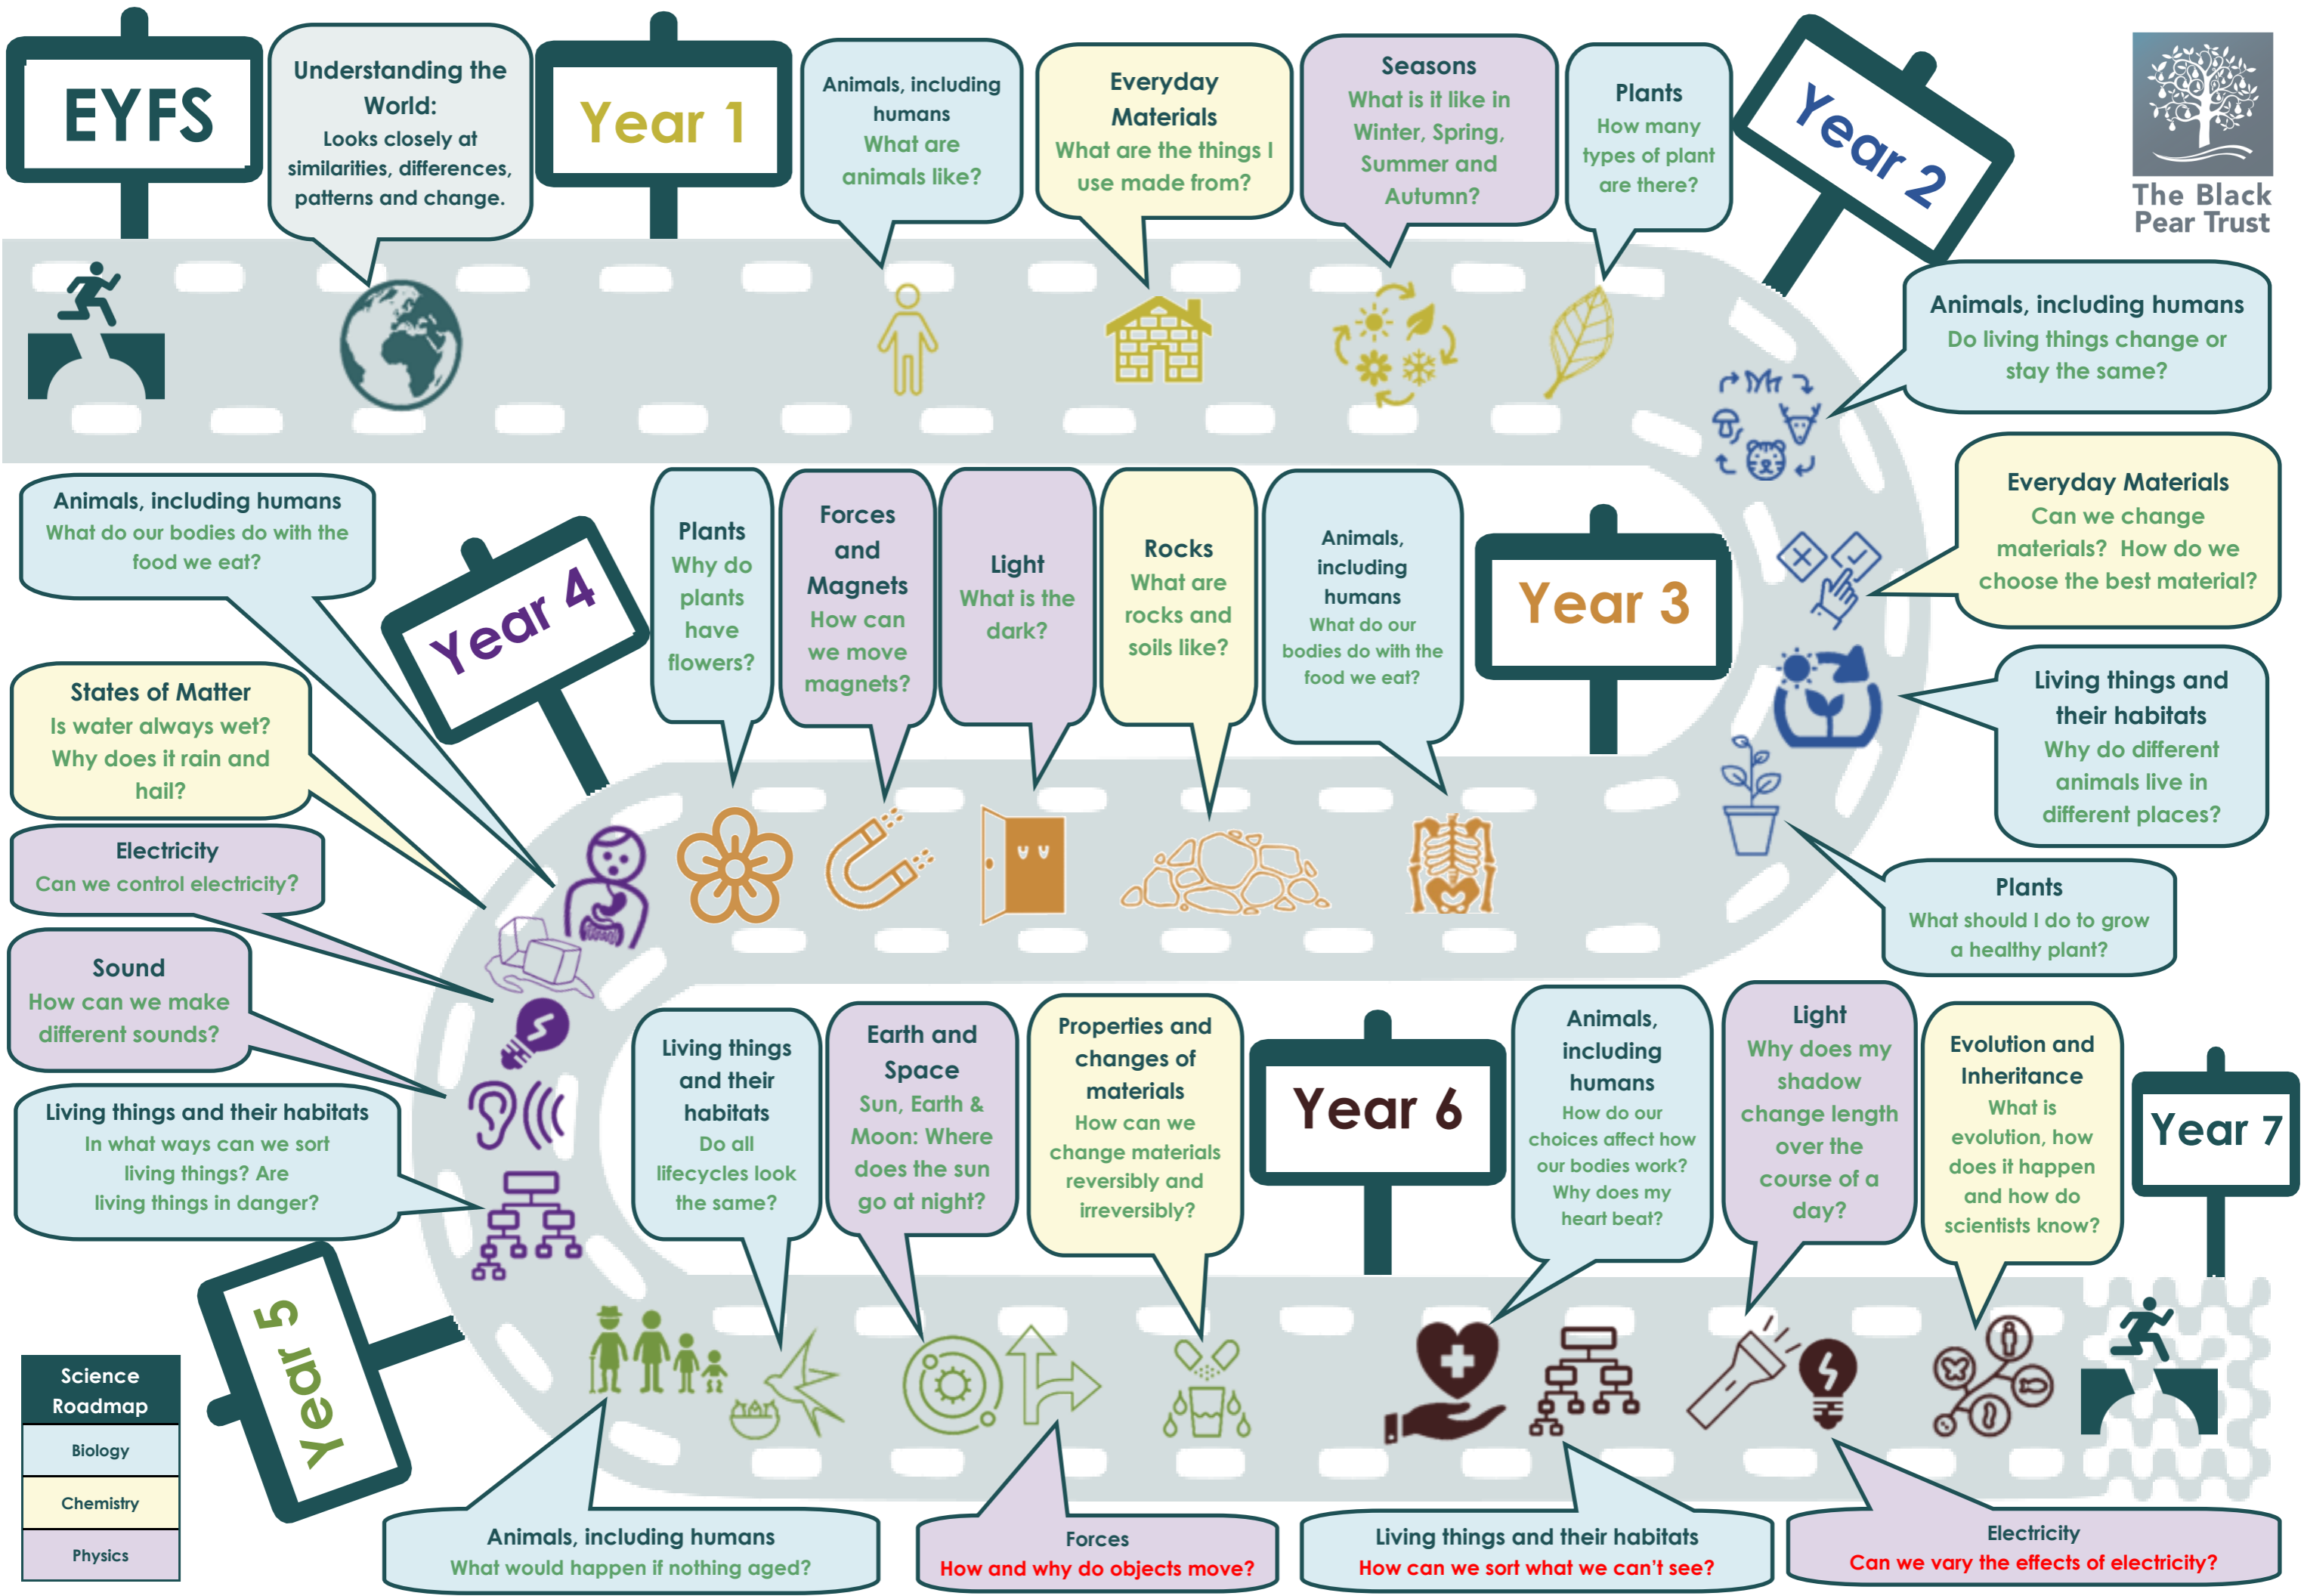 EYFS
Understanding the
World:
Looks closely at
similarities, differences,
patterns and change.
Year 1
Animals, including
humans
What are
animals like?
Everyday
Materials
What are the things I
use made from?
Seasons
What is it like in
Winter, Spring,
Summer and
Autumn?
Plants
How many
types of plant
are there?
Year 2
The Black
Pear Trust
Animals, including humans
Do living things change or
stay the same?
Everyday Materials
Can we change
materials? How do we
choose the best material?
Living things and
their habitats
Why do different
animals live in
different places?
Plants
What should I do to grow
a healthy plant?
Year 3
Animals,
including
humans
What do our
bodies do with the
food we eat?
Rocks
What are
rocks and
soils like?
Light
What is the
dark?
Forces
and
Magnets
How can
we move
magnets?
Plants
Why do
plants
have
flowers?
Year 4
Animals, including humans
What do our bodies do with the
food we eat?
States of Matter
Is water always wet?
Why does it rain and
hail?
Electricity
Can we control electricity?
Sound
How can we make
different sounds?
Living things and their habitats
In what ways can we sort
living things? Are
living things in danger?
Year 5
Animals, including humans
What would happen if nothing aged?
Living things
and their
habitats
Do all
lifecycles look
the same?
Earth and
Space
Sun, Earth &
Moon: Where
does the sun
go at night?
Forces
How and why do objects move?
Properties and
changes of
materials
How can we
change materials
reversibly and
irreversibly?
Year 6
Animals,
including
humans
How do our
choices affect how
our bodies work?
Why does my
heart beat?
Living things and their habitats
How can we sort what we can't see?
Light
Why does my
shadow
change length
over the
course of a
day?
Electricity
Can we vary the effects of electricity?
Evolution and
Inheritance
What is
evolution, how
does it happen
and how do
scientists know?
Year 7
Science
Roadmap
Biology
Chemistry
Physics